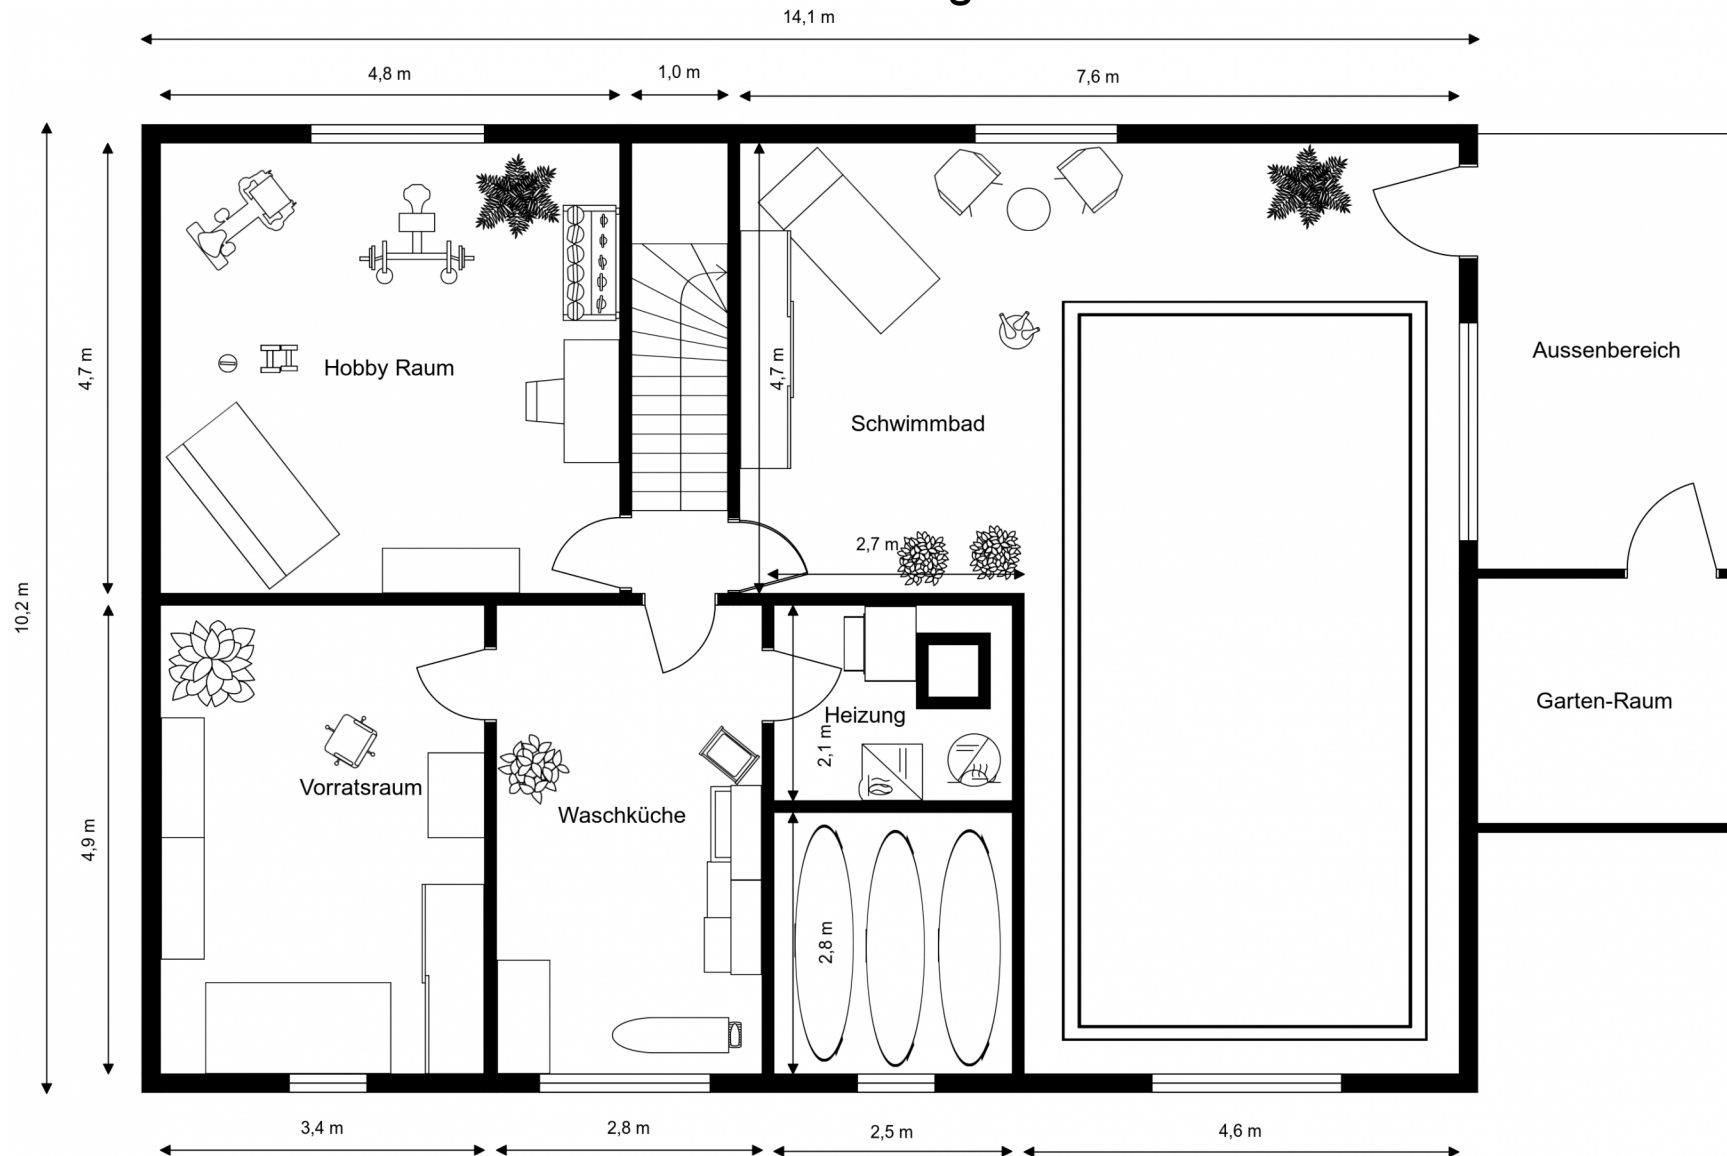 14,1 m
4,8 m
1,0 m
7,6 m
4,7 m
4,7 m
Hobby Raum
Aussenbereich
Schwimmbad
2,7 m
10,2 m
Garten-Raum
Heizung
2,1 m
Vorratsraum
Waschküche
4,9 m
2,8 m
3,4 m
2,8 m
2,5 m
4,6 m